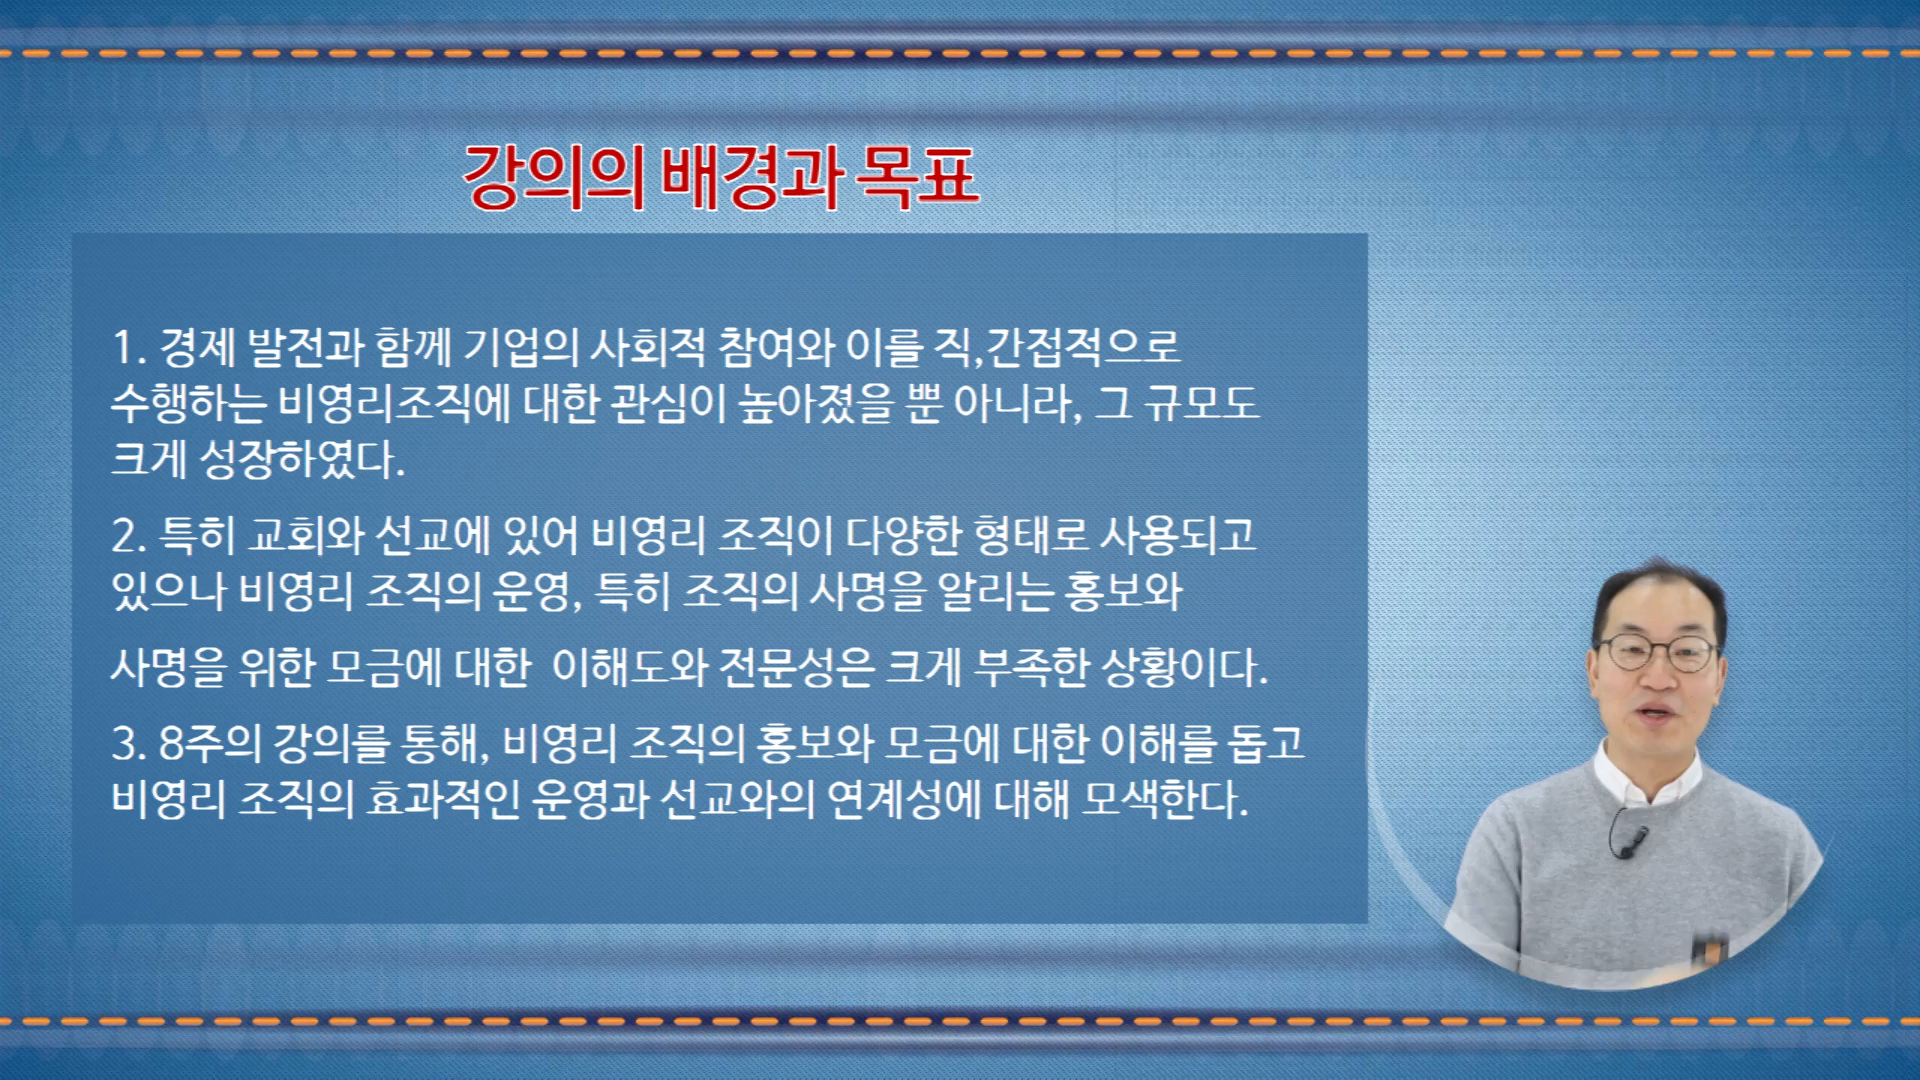 강의의 배경과 목표
1. 경제 발전과 함께 기업의 사회적 참여와 이를 직,간접적으로
수행하는 비영리조직에 대한 관심이 높아졌을 뿐 아니라, 그 규모도
크게 성장하였다.
2. 특히 교회와 선교에 있어 비영리 조직이 다양한 형태로 사용되고
있으나 비영리 조직의 운영, 특히 조직의 사명을 알리는 홍보와
사명을 위한 모금에 대한 이해도와 전문성은 크게 부족한 상황이다.
3. 8주의 강의를 통해, 비영리 조직의 홍보와 모금에 대한 이해를 돕고
비영리 조직의 효과적인 운영과 선교와의 연계성에 대해 모색한다.